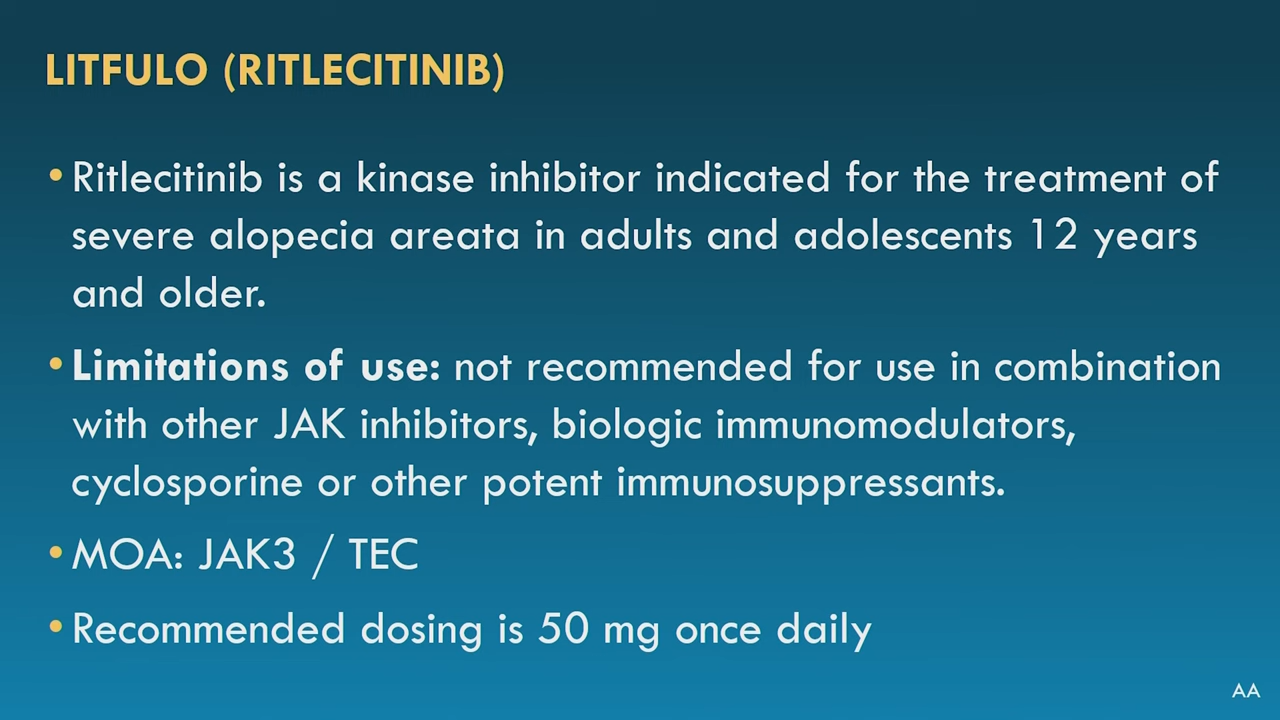 LITFULO (RITLECITINIB)
• Ritlecitinib is a kinase inhibitor indicated for the treatment of
severe alopecia areata in adults and adolescents 12 years
and older.
• Limitations of use: not recommended for use in combination
with other JAK inhibitors, biologic immunomodulators,
cyclosporine or other potent immunosuppressants.
• MOA: JAK3 / TEC
• Recommended dosing is 50 mg once daily
AA